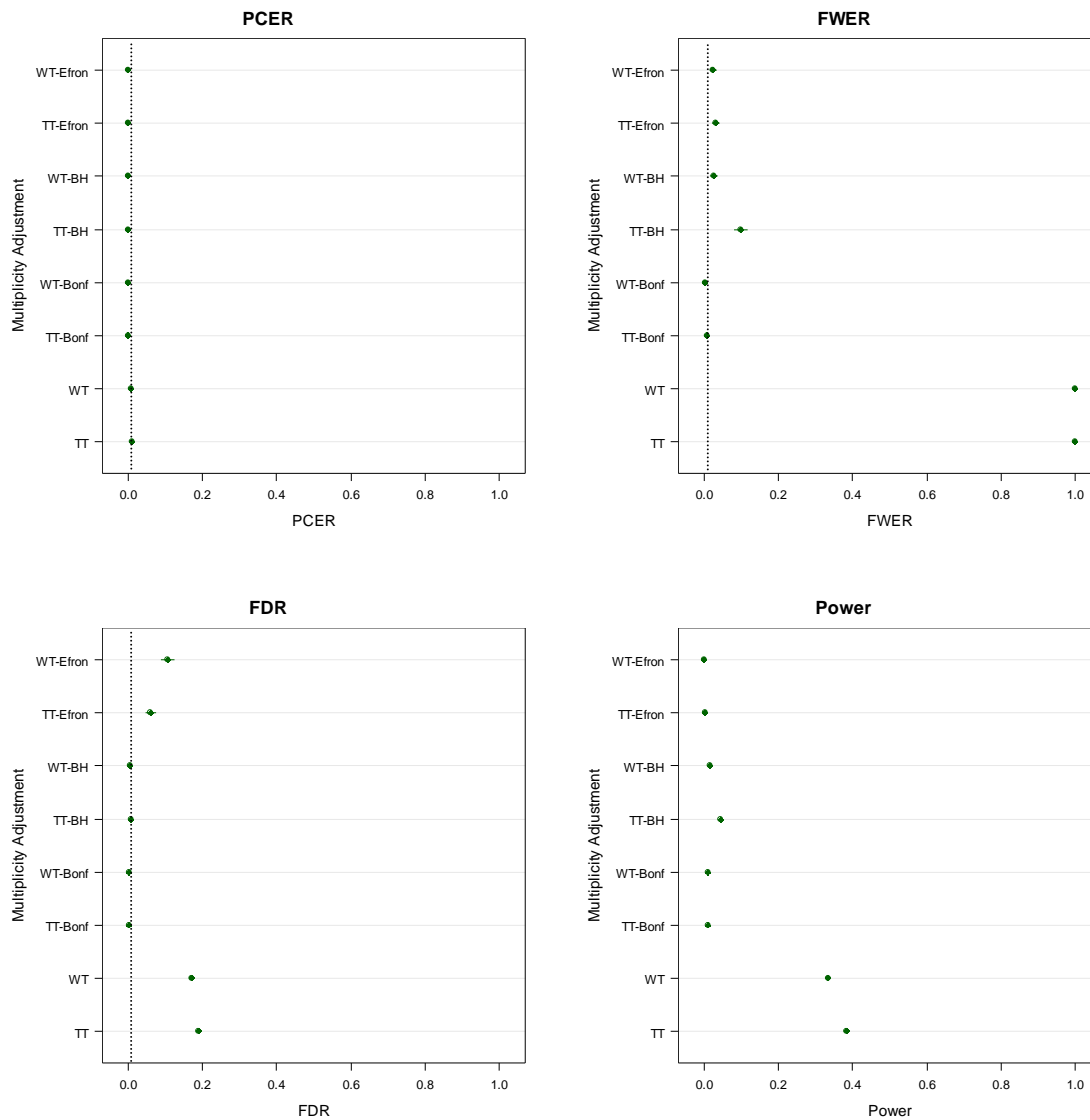 PCER
Multiplicity Adjustment
WT-Efron
TT-Efron
WT-BH
TT-BH
WT-Bonf
TT-Bonf
WT
TT
0.0 0.2 0.4 0.6 0.8 1.0
PCER
FWER
Multiplicity Adjustment
WT-Efron
TT-Efron
WT-BH
TT-BH
WT-Bonf
TT-Bonf
WT
TT
0.0 0.2 0.4 0.6 0.8 1.0
FWER
FDR
Multiplicity Adjustment
WT-Efron
TT-Efron
WT-BH
TT-BH
WT-Bonf
TT-Bonf
WT
TT
0.0 0.2 0.4 0.6 0.8 1.0
FDR
Power
Multiplicity Adjustment
WT-Efron
TT-Efron
WT-BH
TT-BH
WT-Bonf
TT-Bonf
WT
TT
0.0 0.2 0.4 0.6 0.8 1.0
Power